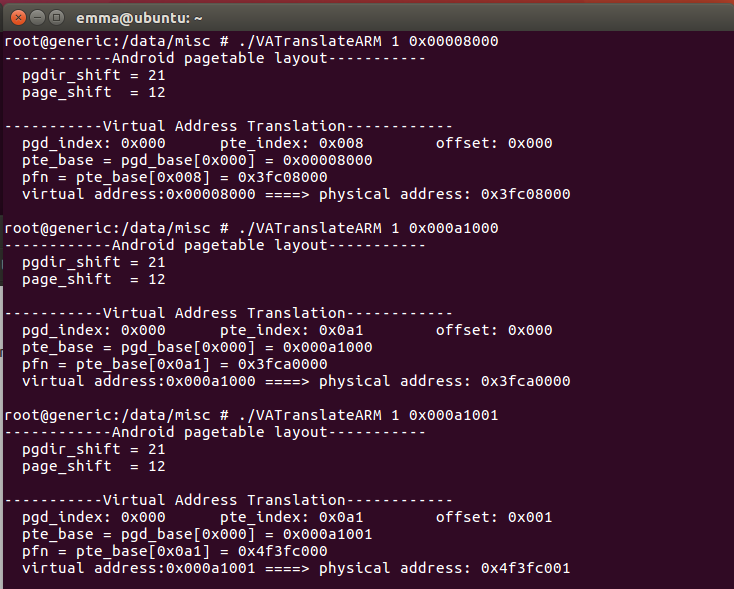 emma@ubuntu: ~
root@generic:/data/misc # ./VATranslateARM 1 0x00008000
------------Android pagetable layout-----------
  pgdir_shift = 21
  page_shift  = 12

-----------Virtual Address Translation------------
  pgd_index: 0x000      pte_index: 0x008        offset: 0x000
  pte_base = pgd_base[0x000] = 0x00008000
  pfn = pte_base[0x008] = 0x3fc08000
  virtual address:0x00008000 ====> physical address: 0x3fc08000

root@generic:/data/misc # ./VATranslateARM 1 0x000a1000
------------Android pagetable layout-----------
  pgdir_shift = 21
  page_shift  = 12

-----------Virtual Address Translation------------
  pgd_index: 0x000      pte_index: 0x0a1        offset: 0x000
  pte_base = pgd_base[0x000] = 0x000a1000
  pfn = pte_base[0x0a1] = 0x3fca0000
  virtual address:0x000a1000 ====> physical address: 0x3fca0000

root@generic:/data/misc # ./VATranslateARM 1 0x000a1001
------------Android pagetable layout-----------
  pgdir_shift = 21
  page_shift  = 12

-----------Virtual Address Translation------------
  pgd_index: 0x000      pte_index: 0x0a1        offset: 0x001
  pte_base = pgd_base[0x000] = 0x000a1001
  pfn = pte_base[0x0a1] = 0x4f3fc000
  virtual address:0x000a1001 ====> physical address: 0x4f3fc001